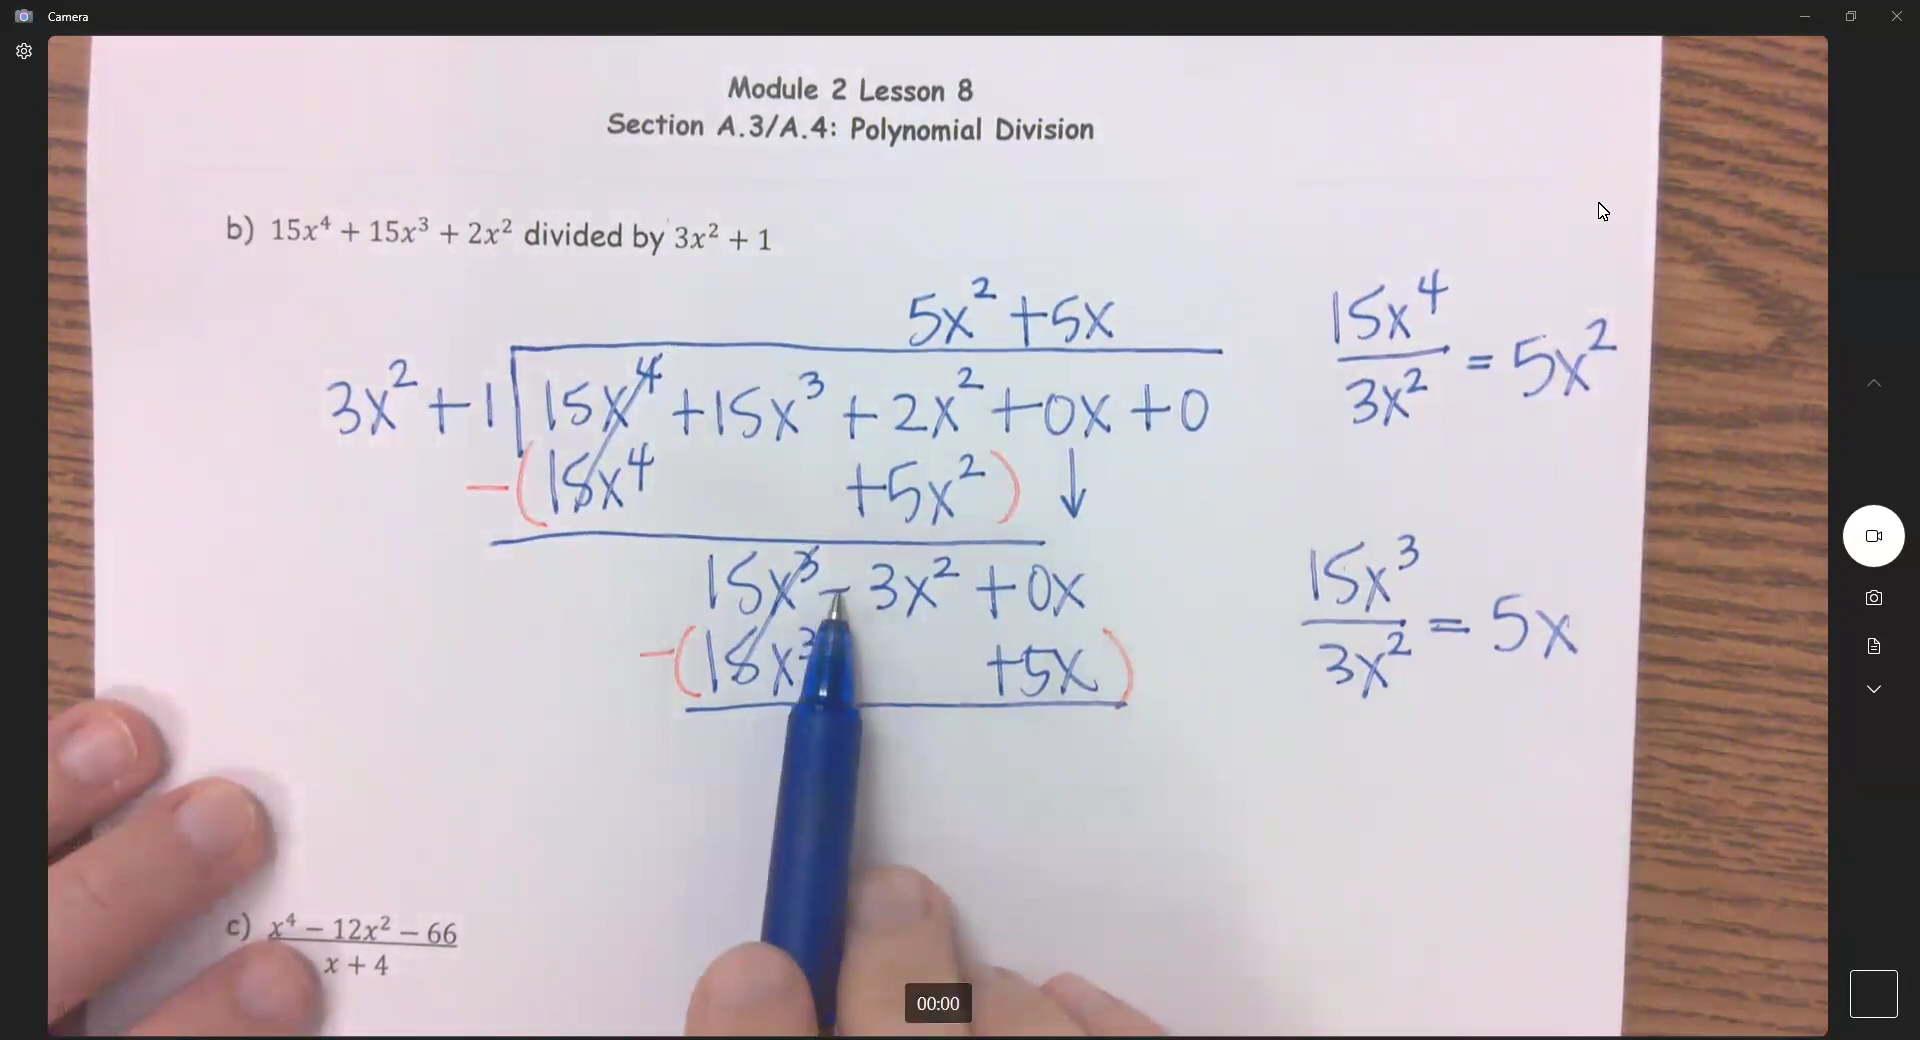 Camera
Module 2 Lesson 8
Section A.3/A.4: Polynomial Division
b) 15x⁴ + 15x³ + 2x² divided by 3x² + 1
5x² +5x
3x² +1 15x⁴ +15x³ + 2x² +0x +0
-(15x⁴ +5x²) ↓
15x³ - 3x² +0x
-(15x³ +5x)
15x⁴
3x² = 5x²
15x³
3x² = 5x
c) x⁴ − 12x² − 66
x + 4
00:00